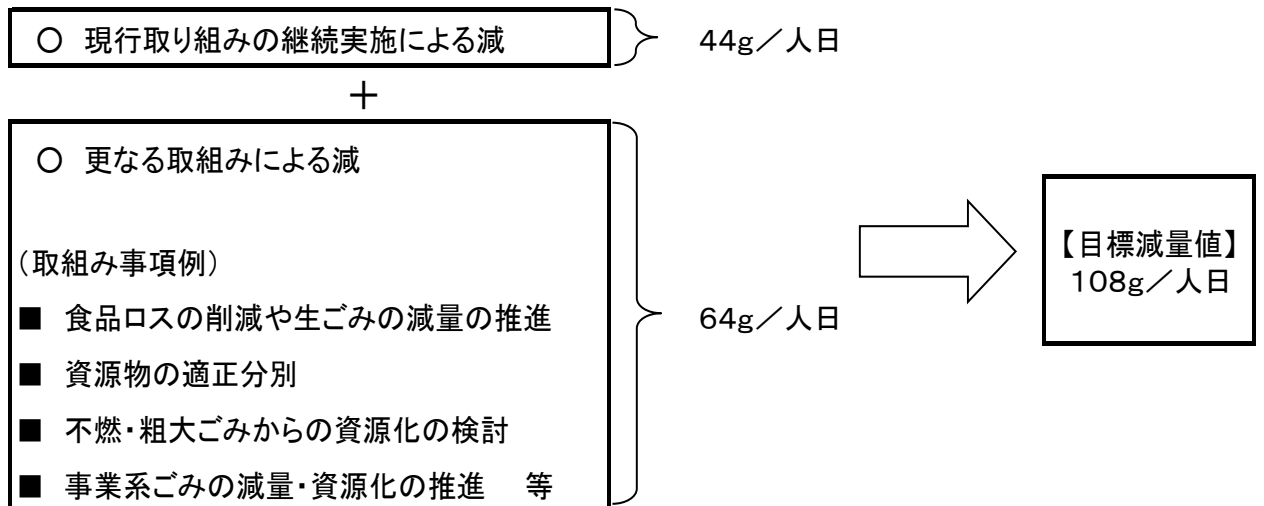 ○ 現行取り組みの継続実施による減
44g／人日
＋
○ 更なる取組みによる減
（取組み事項例）
■ 食品ロスの削減や生ごみの減量の推進
■ 資源物の適正分別
■ 不燃・粗大ごみからの資源化の検討
■ 事業系ごみの減量・資源化の推進　等
64g／人日
【目標減量値】
108g／人日